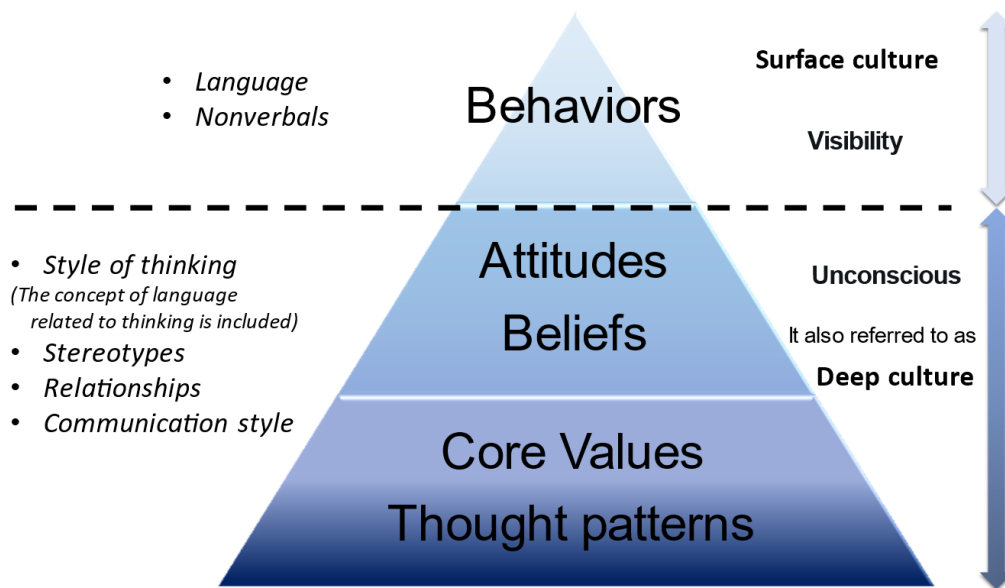 • Language
• Nonverbals
Behaviors
Surface culture
Visibility
• Style of thinking
(The concept of language
related to thinking is included)
• Stereotypes
• Relationships
• Communication style
Attitudes
Beliefs
Unconscious
It also referred to as
Deep culture
Core Values
Thought patterns